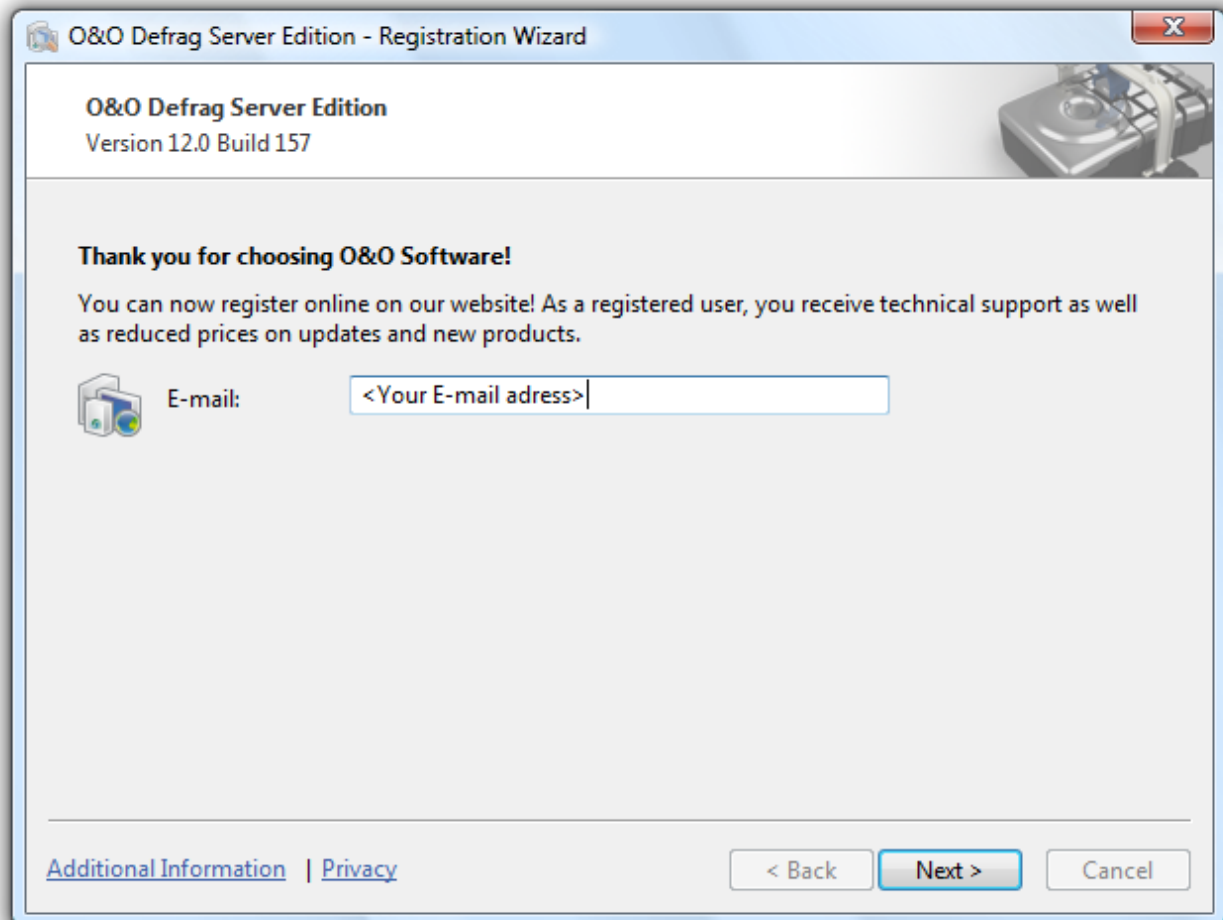 O&O Defrag Server Edition - Registration Wizard
O&O Defrag Server Edition
Version 12.0 Build 157
Thank you for choosing O&O Software!
You can now register online on our website! As a registered user, you receive technical support as well
as reduced prices on updates and new products.
E-mail: <Your E-mail adress>
Additional Information | Privacy < Back Next > Cancel